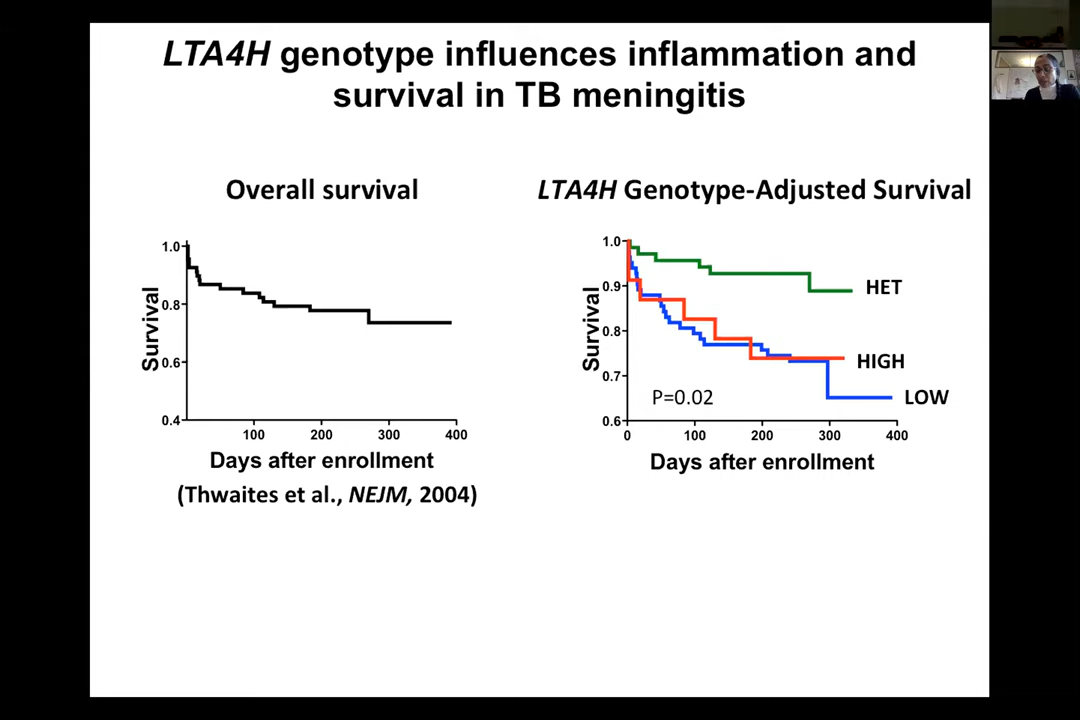 LTA4H genotype influences inflammation and
survival in TB meningitis
Overall survival
1.0
0.8
0.6
0.4
Survival
100 200 300 400
Days after enrollment
(Thwaites et al., NEJM, 2004)
LTA4H Genotype-Adjusted Survival
1.0
0.9
0.8
0.7
0.6
Survival
HET
HIGH
LOW
P=0.02
0 100 200 300 400
Days after enrollment